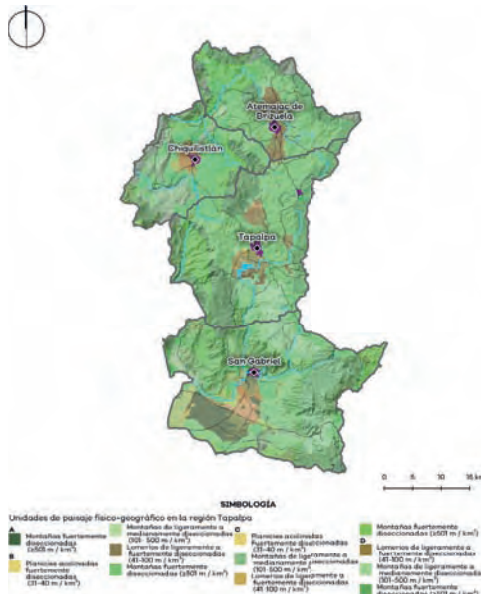 Atemajac de
Brizuela
Chiquilistlán
Tapalpa
San Gabriel
0 5 10 15 km
SIMBOLOGÍA
Unidades de paisaje físico-geográfico en la región Tapalpa
A
Montañas fuertemente
diseccionadas
(≥501 m / km²)
B
Planicies acolinadas
fuertemente
diseccionadas
(31-40 m / km²)
Montañas de ligeramente a
medianamente diseccionadas
(101-500 m / km²)
Lomeríos de ligeramente a
fuertemente diseccionadas
(41-100 m / km²)
Montañas fuertemente
diseccionadas (≥501 m / km²)
C
Planicies acolinadas
fuertemente diseccionadas
(31-40 m / km²)
Montañas de ligeramente a
medianamente diseccionadas
(101-500 m / km²)
Lomeríos de ligeramente a
fuertemente diseccionadas
(41-100 m / km²)
Montañas fuertemente
diseccionadas (≥501 m / km²)
D
Lomeríos de ligeramente a
fuertemente diseccionadas
(41-100 m / km²)
Montañas de ligeramente a
medianamente diseccionadas
(101-500 m / km²)
Montañas fuertemente
diseccionadas (≥501 m / km²)